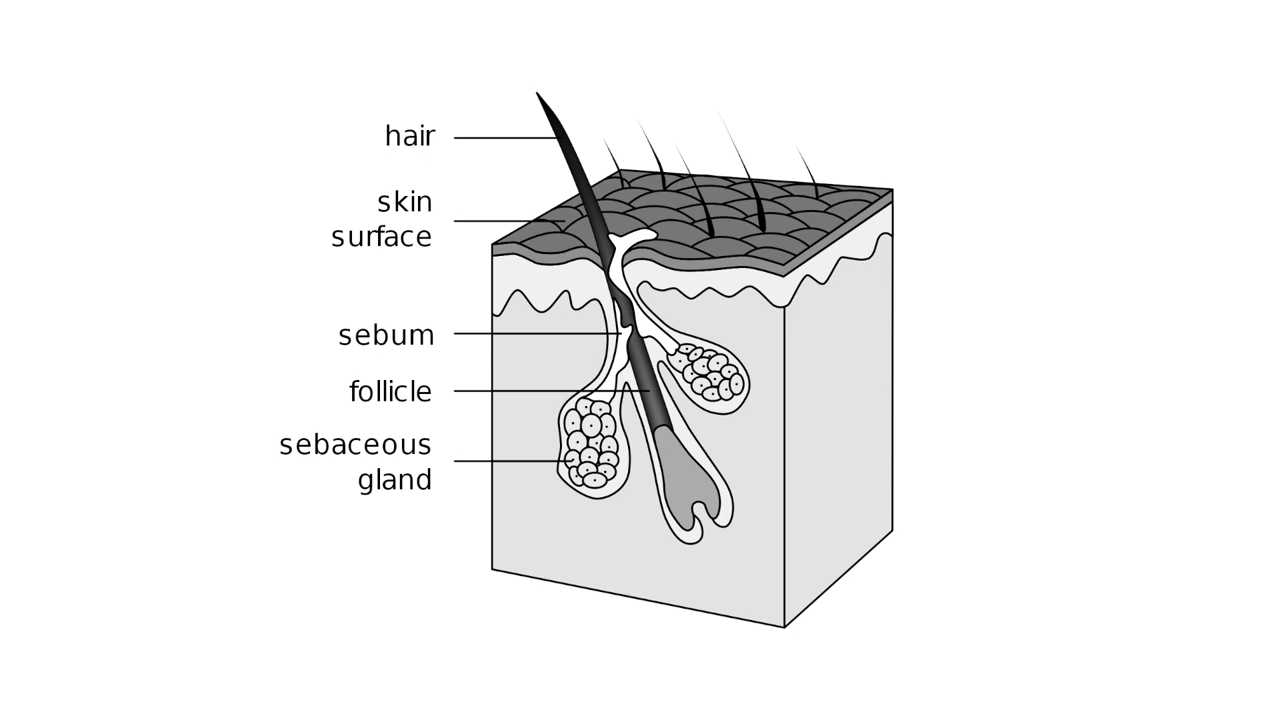 hair
skin
surface
sebum
follicle
sebaceous
gland